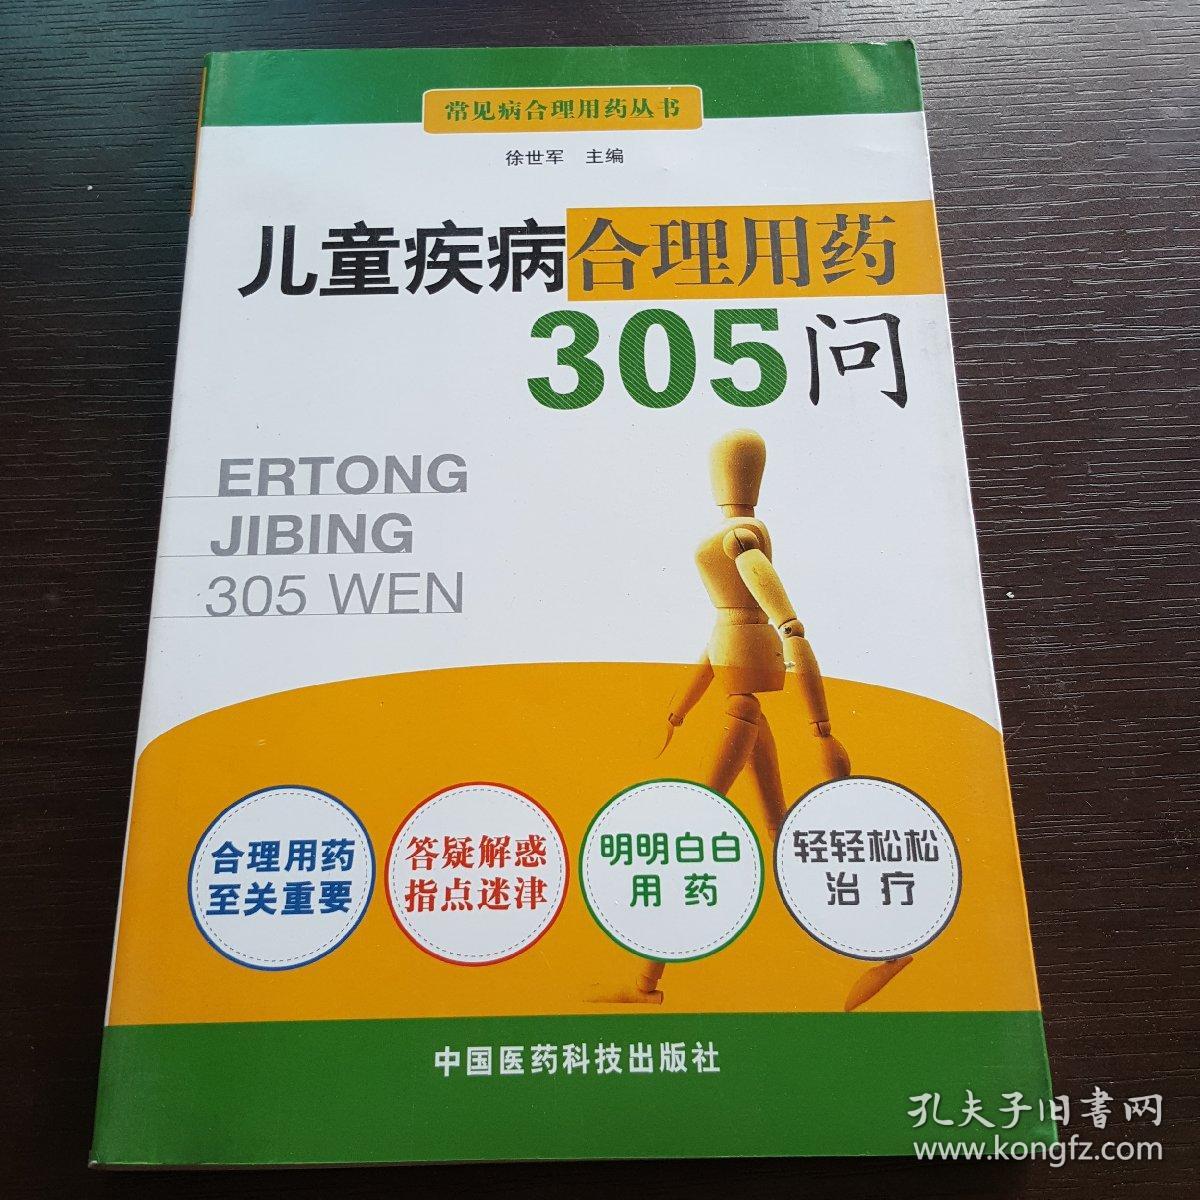 常见病合理用药丛书
徐世军 主编
儿童疾病合理用药
305问
ERTONG
JIBING
305 WEN
合理用药
至关重要
答疑解惑
指点迷津
明明白白
用药
轻轻松松
治疗
中国医药科技出版社
孔夫子旧書网
www.kongfz.com